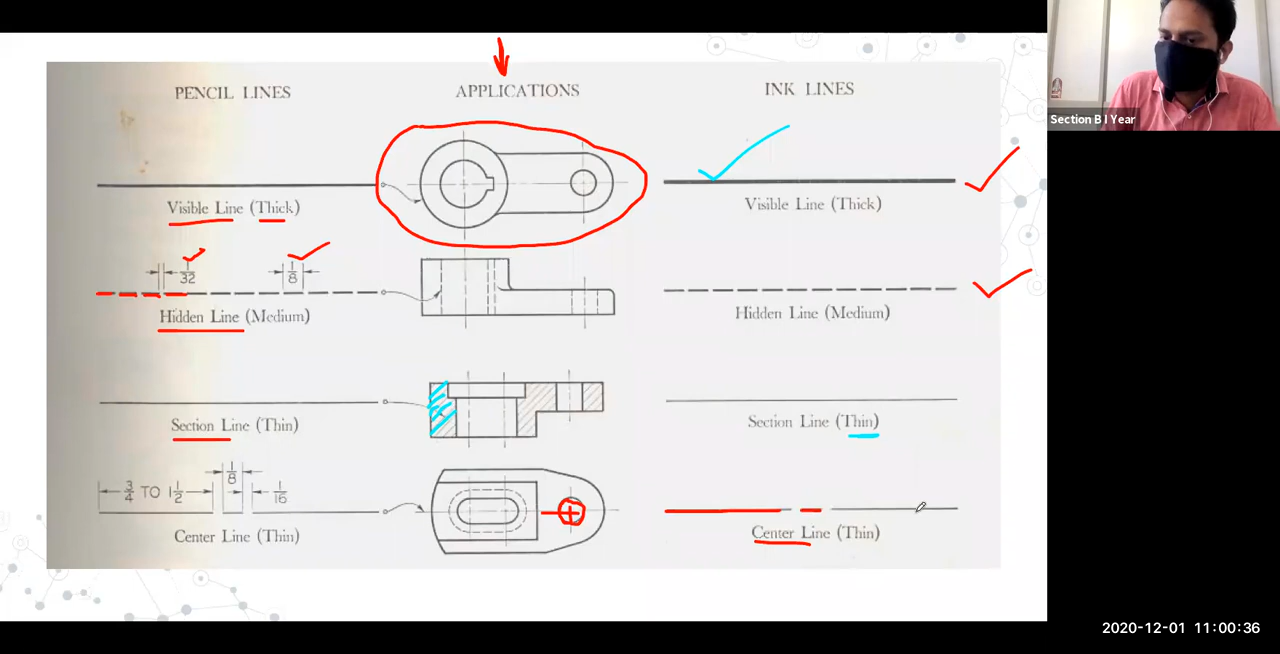 PENCIL LINES
APPLICATIONS
INK LINES
Section B I Year
Visible Line (Thick)
Visible Line (Thick)
1/32
1/8
Hidden Line (Medium)
Hidden Line (Medium)
Section Line (Thin)
Section Line (Thin)
3/4 TO 1 1/2
1/8
1/16
Center Line (Thin)
Center Line (Thin)
2020-12-01 11:00:36